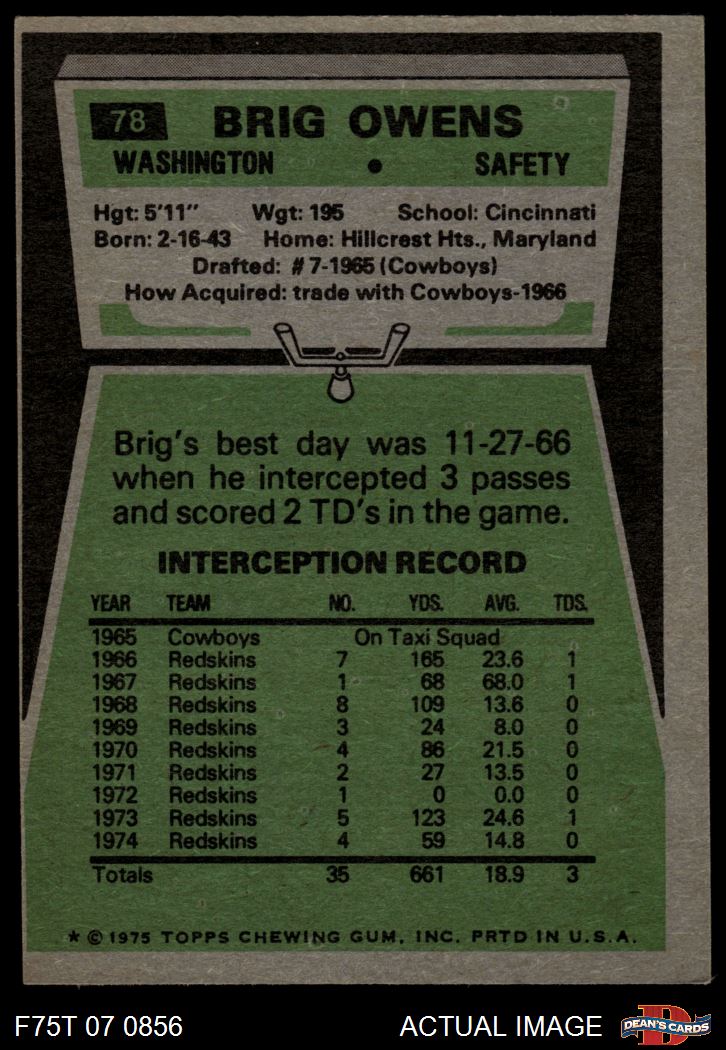 78 BRIG OWENS
WASHINGTON • SAFETY
Hgt: 5'11" Wgt: 195 School: Cincinnati
Born: 2-16-43 Home: Hillcrest Hts., Maryland
Drafted: #7-1965 (Cowboys)
How Acquired: trade with Cowboys-1966
Brig's best day was 11-27-66
when he intercepted 3 passes
and scored 2 TD's in the game.
INTERCEPTION RECORD
YEAR TEAM NO. YDS. AVG. TDS.
1965 Cowboys On Taxi Squad
1966 Redskins 7 165 23.6 1
1967 Redskins 1 68 68.0 1
1968 Redskins 8 109 13.6 0
1969 Redskins 3 24 8.0 0
1970 Redskins 4 86 21.5 0
1971 Redskins 2 27 13.5 0
1972 Redskins 1 0 0.0 0
1973 Redskins 5 123 24.6 1
1974 Redskins 4 59 14.8 0
Totals 35 661 18.9 3
★ © 1975 TOPPS CHEWING GUM, INC. PRTD IN U.S.A.
F75T 07 0856 ACTUAL IMAGE D DEAN'S CARDS